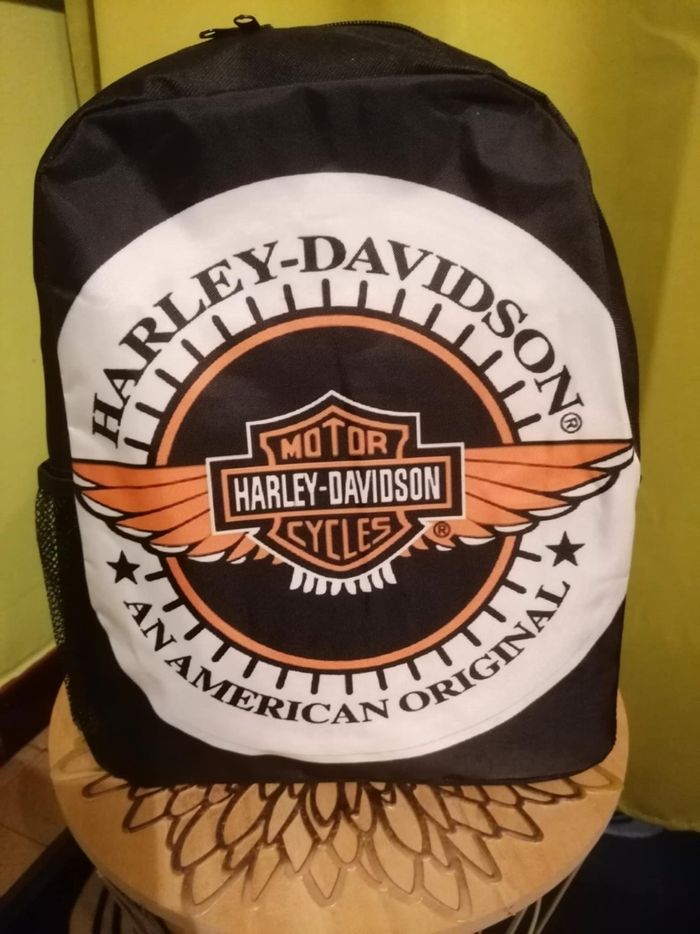 HARLEY-DAVIDSON®
MOTOR
HARLEY-DAVIDSON
CYCLES ®
★ AN AMERICAN ORIGINAL ★